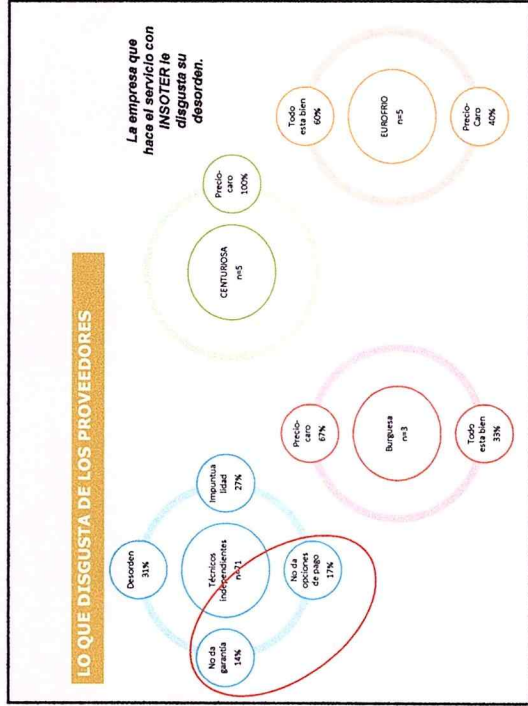 LO QUE DISGUSTA DE LOS PROVEEDORES
Desorden
31%
Impuntua
lidad
27%
No da
opciones
de pago
17%
No da
garantía
14%
Técnicos
independientes
n=71
CENTURIOSA
n=5
Precio-
caro
100%
La empresa que
hace el servicio con
INSOTER le
disgusta su
desorden.
Burguesa
n=3
Precio-
caro
67%
Todo
esta bien
33%
EUROFRIO
n=5
Todo
esta bien
60%
Precio-
Caro
40%